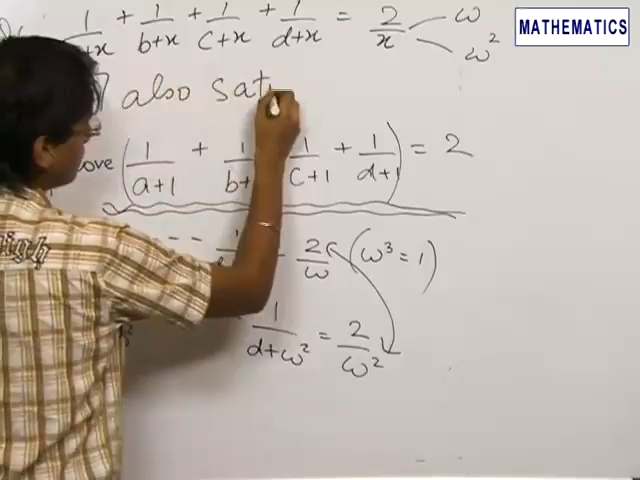 MATHEMATICS
+ 1/b+x + 1/c+x + 1/d+x = 2/x ω
ω²
also sat
ove (1/a+1 + 1/b+ 1/c+1 + 1/d+1) = 2
-- 2/ω (ω³ = 1)
1/d+ω² = 2/ω²